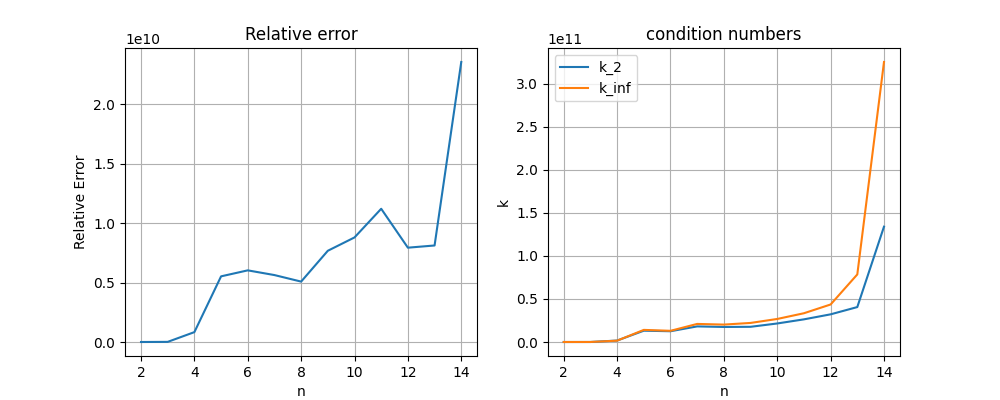 Relative error
1e10
Relative Error
2.0
1.5
1.0
0.5
0.0
2 4 6 8 10 12 14
n
condition numbers
1e11
k_2
k_inf
k
3.0
2.5
2.0
1.5
1.0
0.5
0.0
2 4 6 8 10 12 14
n